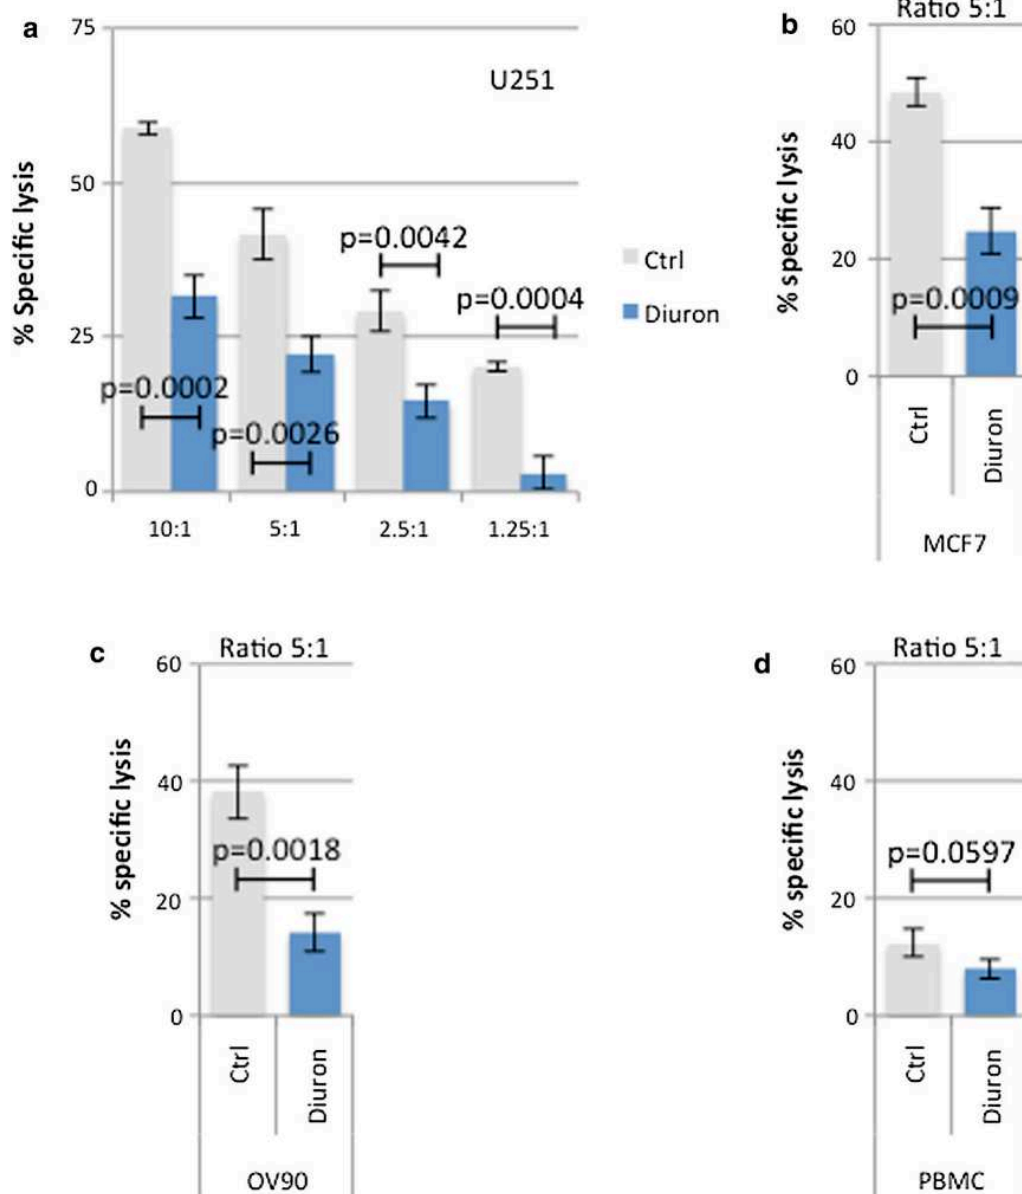 a
75
U251
% Specific lysis
50
p=0.0042
p=0.0004
Ctrl
Diuron
25
p=0.0002
p=0.0026
0
10:1 5:1 2.5:1 1.25:1
b
Ratio 5:1
60
% specific lysis
40
20
p=0.0009
0
Ctrl
Diuron
MCF7
c
Ratio 5:1
60
% specific lysis
40
p=0.0018
20
0
Ctrl
Diuron
OV90
d
Ratio 5:1
60
% specific lysis
40
p=0.0597
20
0
Ctrl
Diuron
PBMC